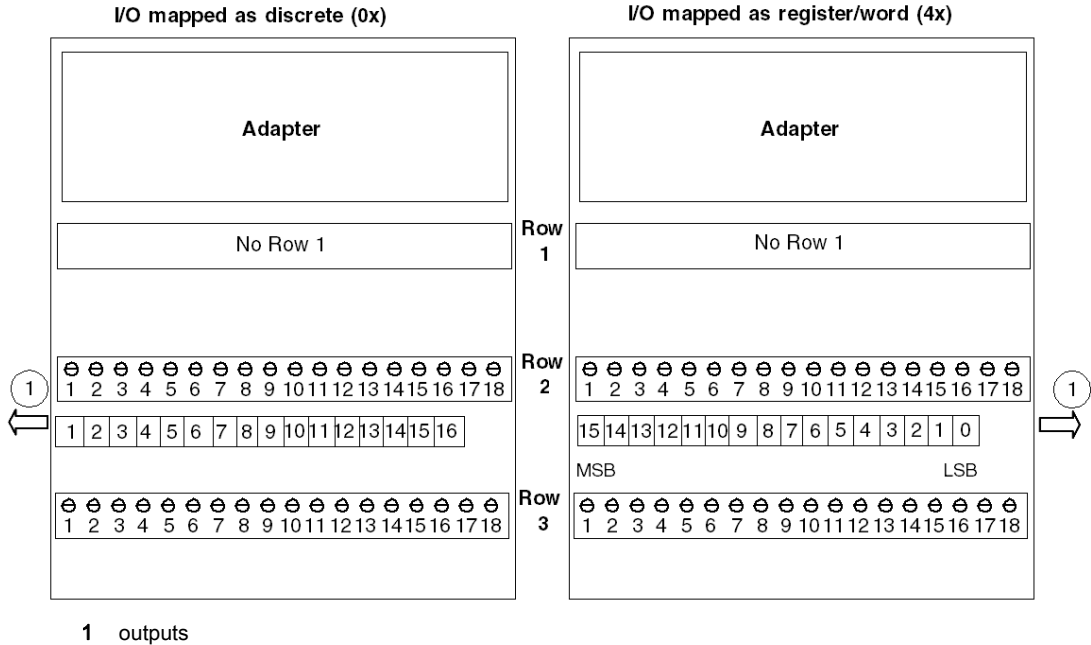 I/O mapped as discrete (0x)
I/O mapped as register/word (4x)
Adapter
Adapter
No Row 1
Row
1
No Row 1
1 2 3 4 5 6 7 8 9 10 11 12 13 14 15 16 17 18
Row
2
1 2 3 4 5 6 7 8 9 10 11 12 13 14 15 16 17 18
1
1 2 3 4 5 6 7 8 9 10 11 12 13 14 15 16
15 14 13 12 11 10 9 8 7 6 5 4 3 2 1 0
1
MSB LSB
1 2 3 4 5 6 7 8 9 10 11 12 13 14 15 16 17 18
Row
3
1 2 3 4 5 6 7 8 9 10 11 12 13 14 15 16 17 18
1 outputs